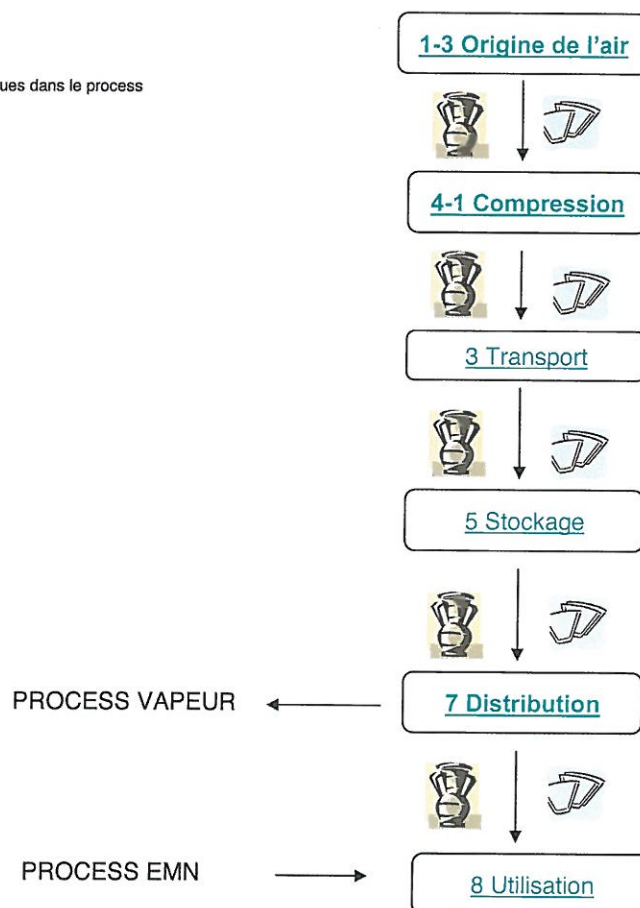 1-3 Origine de l'air
ues dans le process
4-1 Compression
3 Transport
5 Stockage
PROCESS VAPEUR
7 Distribution
PROCESS EMN
8 Utilisation